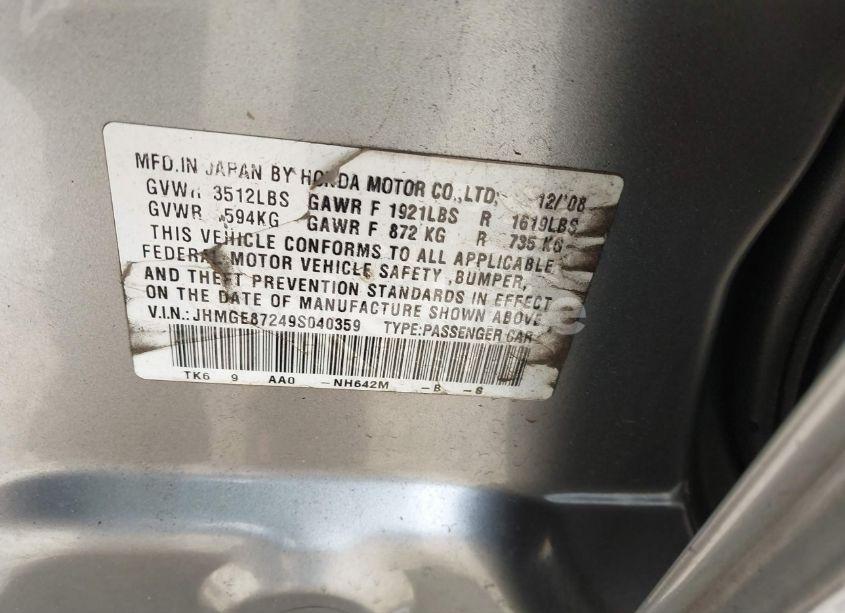 MFD.IN JAPAN BY HONDA MOTOR CO.,LTD. 12/'08
GVWR 3512LBS GAWR F 1921LBS R 1619LBS
GVWR 594KG GAWR F 872 KG R 735 KG
THIS VEHICLE CONFORMS TO ALL APPLICABLE
FEDERAL MOTOR VEHICLE SAFETY ,BUMPER,
AND THEFT PREVENTION STANDARDS IN EFFECT
ON THE DATE OF MANUFACTURE SHOWN ABOVE
V.I.N.: JHMGE87249S040359 TYPE:PASSENGER CAR
TK6 9 AA0 -NH642M -B -S